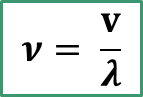 ν = v/λ